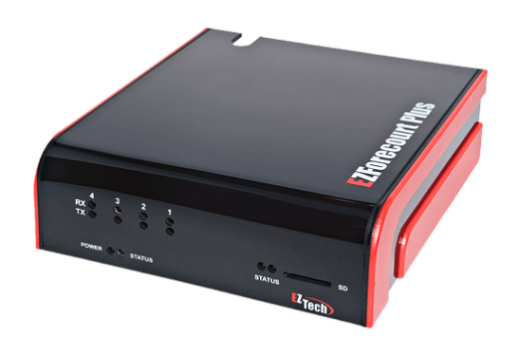 EZForecourt Plus
4 3 2 1
RX
TX
POWER STATUS
STATUS SD
EZTech